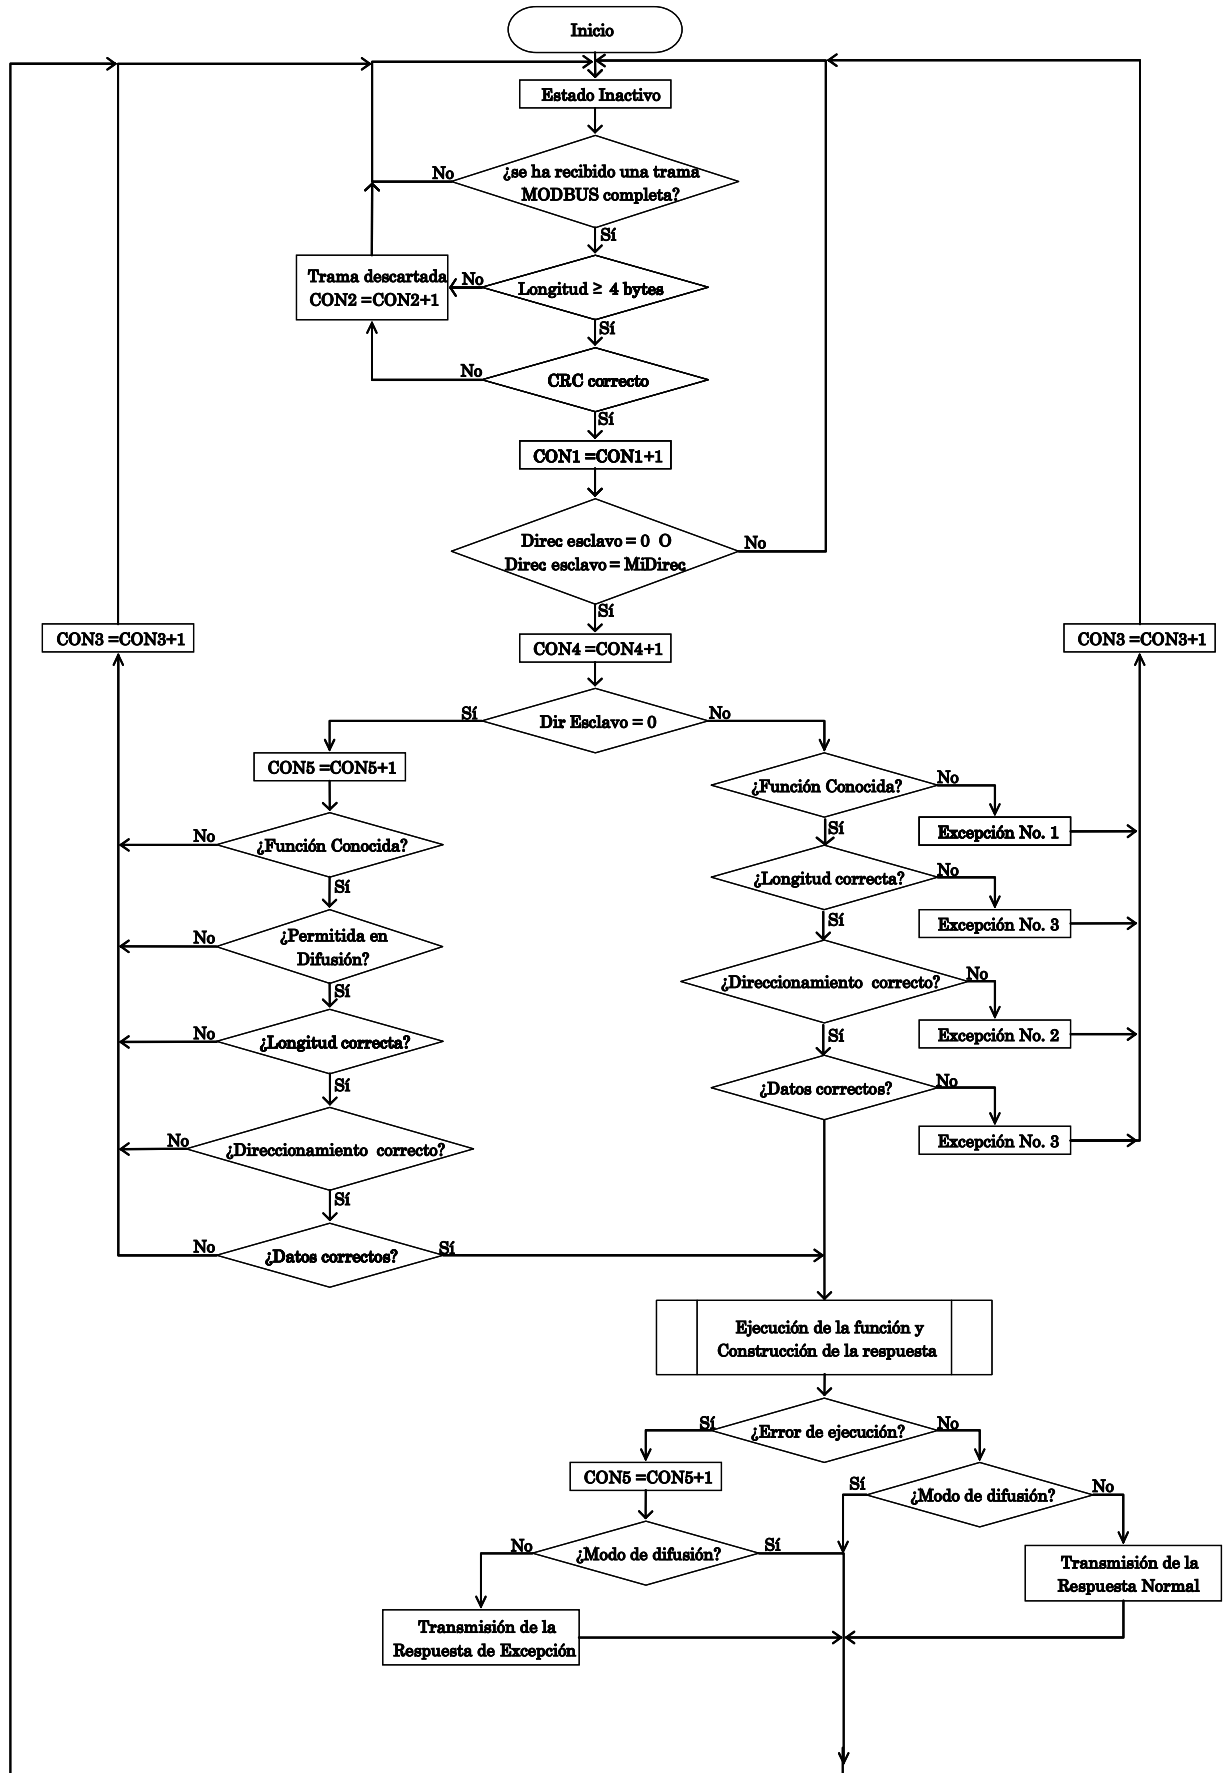 Inicio
Estado Inactivo
¿se ha recibido una trama
MODBUS completa?
No
Sí
Trama descartada
CON2 =CON2+1
No
Longitud ≥ 4 bytes
Sí
No
CRC correcto
Sí
CON1 =CON1+1
Direc esclavo = 0 O
Direc esclavo = MiDirec
No
Sí
CON3 =CON3+1
CON4 =CON4+1
CON3 =CON3+1
Sí
Dir Esclavo = 0
No
CON5 =CON5+1
¿Función Conocida?
No
Excepción No. 1
Sí
No
¿Función Conocida?
Sí
¿Longitud correcta?
No
Excepción No. 3
Sí
No
¿Permitida en
Difusión?
Sí
¿Direccionamiento correcto?
No
Excepción No. 2
Sí
No
¿Longitud correcta?
Sí
¿Datos correctos?
No
Excepción No. 3
No
¿Direccionamiento correcto?
Sí
No
¿Datos correctos?
Sí
Ejecución de la función y
Construcción de la respuesta
Sí
¿Error de ejecución?
No
CON5 =CON5+1
Sí
¿Modo de difusión?
No
No
¿Modo de difusión?
Sí
Transmisión de la
Respuesta Normal
Transmisión de la
Respuesta de Excepción